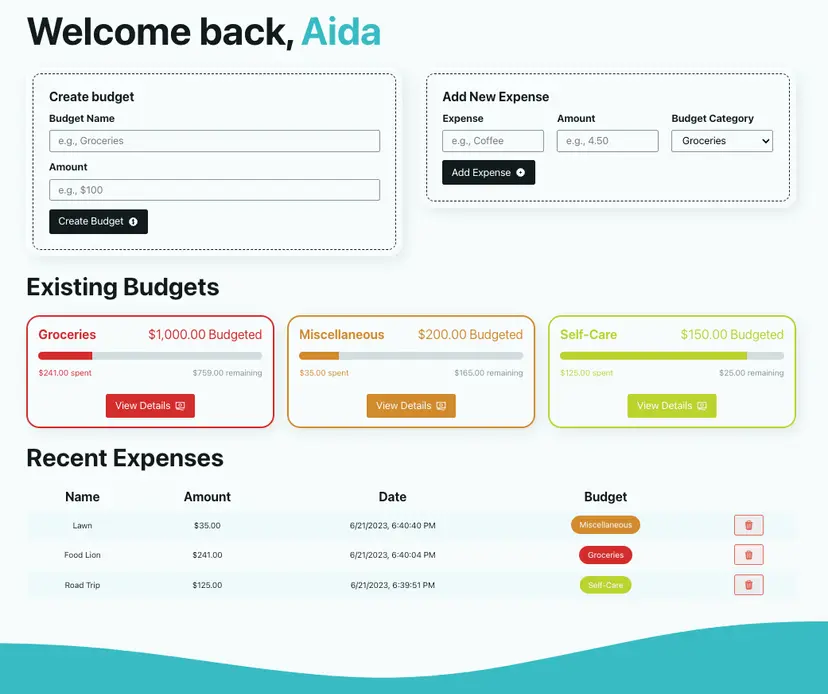 Welcome back, Aida
Create budget
Budget Name
e.g., Groceries
Amount
e.g., $100
Create Budget
Add New Expense
Expense Amount Budget Category
e.g., Coffee e.g., 4.50 Groceries
Add Expense
Existing Budgets
Groceries $1,000.00 Budgeted
$241.00 spent $759.00 remaining
View Details
Miscellaneous $200.00 Budgeted
$35.00 spent $165.00 remaining
View Details
Self-Care $150.00 Budgeted
$125.00 spent $25.00 remaining
View Details
Recent Expenses
Name Amount Date Budget
Lawn $35.00 6/21/2023, 6:40:40 PM Miscellaneous
Food Lion $241.00 6/21/2023, 6:40:04 PM Groceries
Road Trip $125.00 6/21/2023, 6:39:51 PM Self-Care